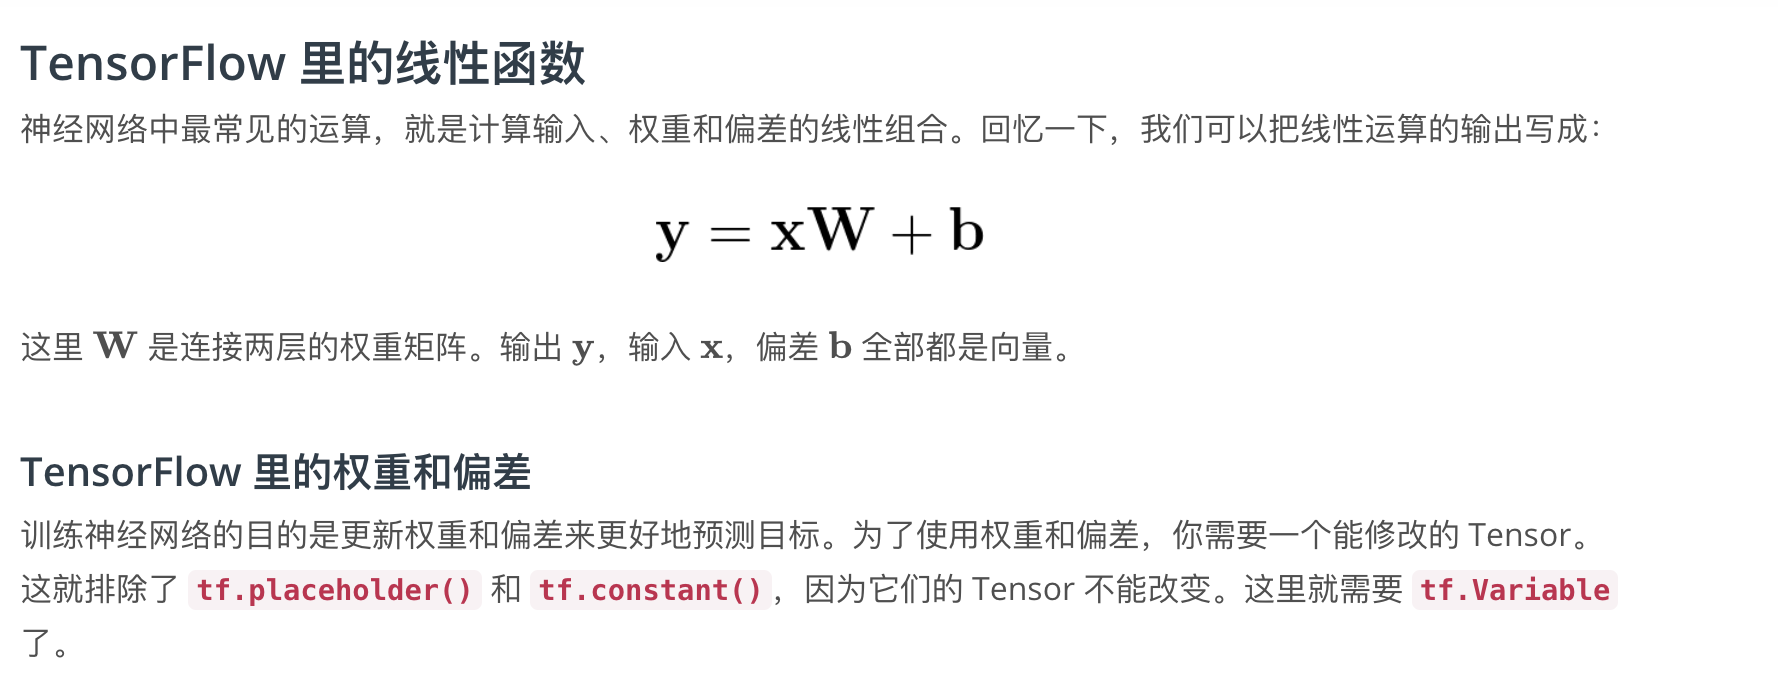 TensorFlow 里的线性函数
神经网络中最常见的运算，就是计算输入、权重和偏差的线性组合。回忆一下，我们可以把线性运算的输出写成：
y = xW + b
这里 W 是连接两层的权重矩阵。输出 y，输入 x，偏差 b 全部都是向量。
TensorFlow 里的权重和偏差
训练神经网络的目的是更新权重和偏差来更好地预测目标。为了使用权重和偏差，你需要一个能修改的 Tensor。
这就排除了 tf.placeholder() 和 tf.constant()，因为它们的 Tensor 不能改变。这里就需要 tf.Variable
了。